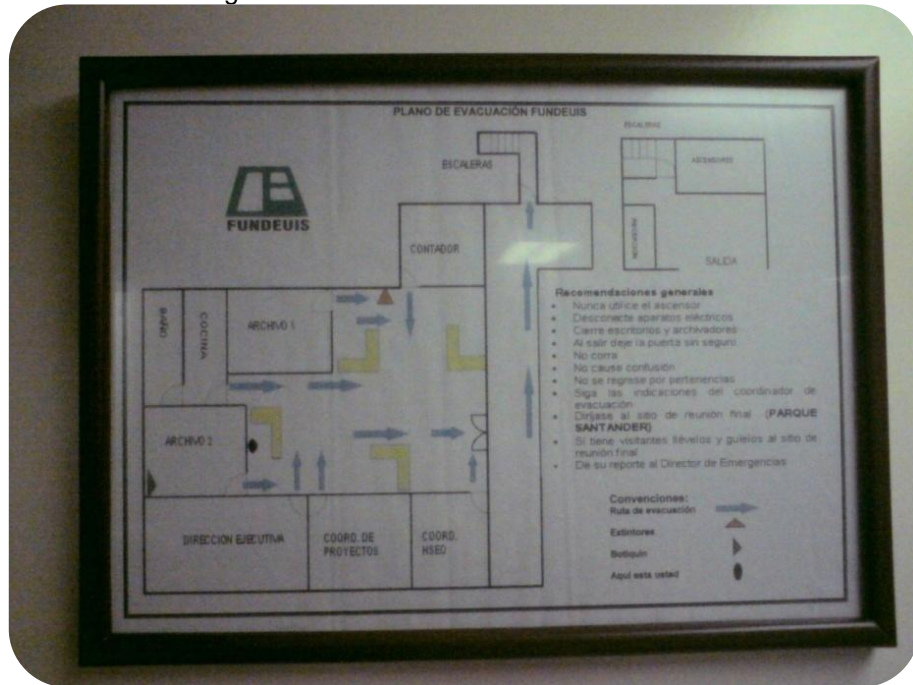 PLANO DE EVACUACIÓN FUNDEUIS
FUNDEUIS
ESCALERAS
CONTADOR
BAÑO
COCINA
ARCHIVO 1
ARCHIVO 2
DIRECCION EJECUTIVA
COORD. DE
PROYECTOS
COORD.
HSEQ
ESCALERAS
ASCENSORES
SALIDA
Recomendaciones generales
Nunca utilice el ascensor
Desconecte aparatos eléctricos
Cierre escritorios y archivadores
Al salir deje la puerta sin seguro
No corra
No cause confusión
No se regrese por pertenencias
Siga las indicaciones del coordinador de
evacuación
Diríjase al sitio de reunión final (PARQUE
SANTANDER)
Si tiene visitantes llévelos y guíelos al sitio de
reunión final
De su reporte al Director de Emergencias
Convenciones:
Ruta de evacuación
Extintores
Botiquín
Aquí esta usted